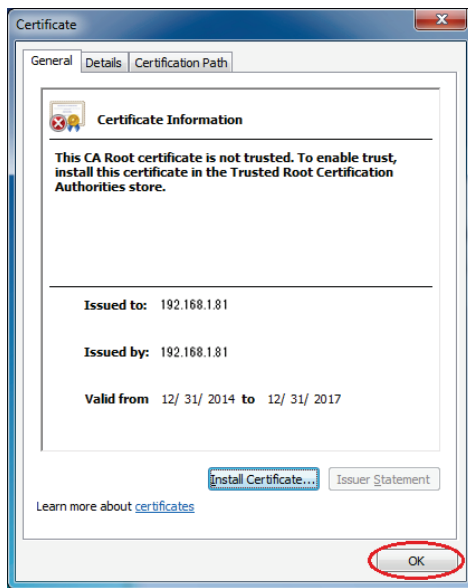 Certificate
General Details Certification Path
Certificate Information
This CA Root certificate is not trusted. To enable trust,
install this certificate in the Trusted Root Certification
Authorities store.
Issued to: 192.168.1.81
Issued by: 192.168.1.81
Valid from 12/ 31/ 2014 to 12/ 31/ 2017
Install Certificate... Issuer Statement
Learn more about certificates
OK